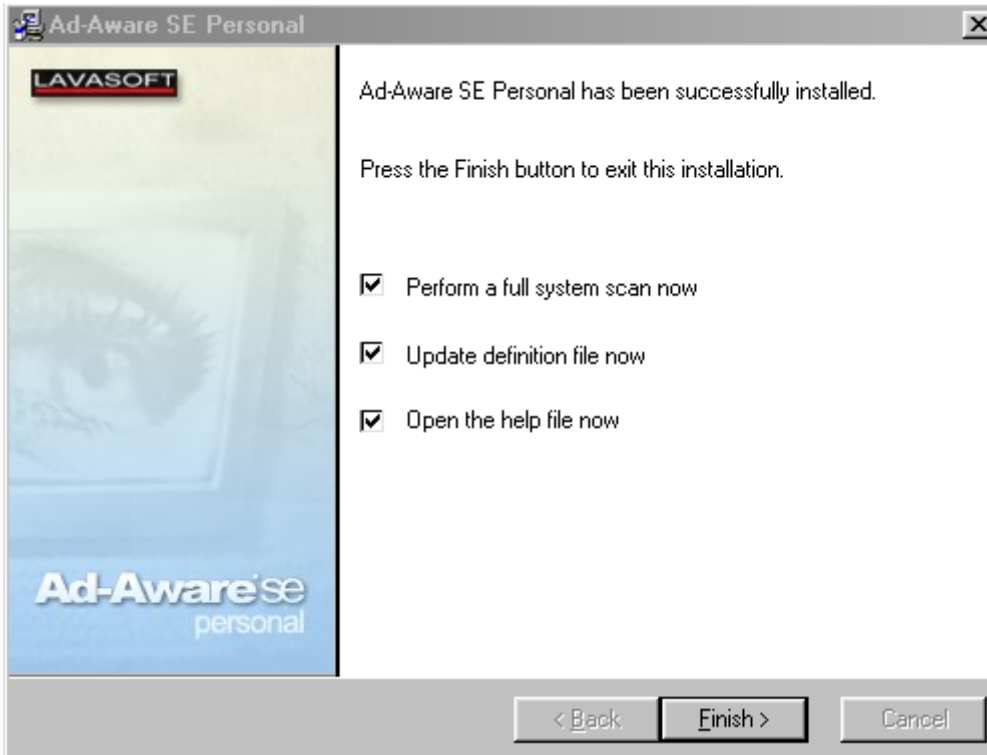 Ad-Aware SE Personal
LAVASOFT
Ad-Aware SE Personal has been successfully installed.
Press the Finish button to exit this installation.
Perform a full system scan now
Update definition file now
Open the help file now
Ad-Aware se
personal
< Back
Finish >
Cancel